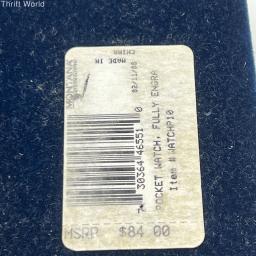 Thrift World
MONTANA
MADE IN
CHINA
02/11/08
7 30364 46551 0
POCKET WATCH, FULLY ENGRA
Item # WATCHP10
MSRP $84.00